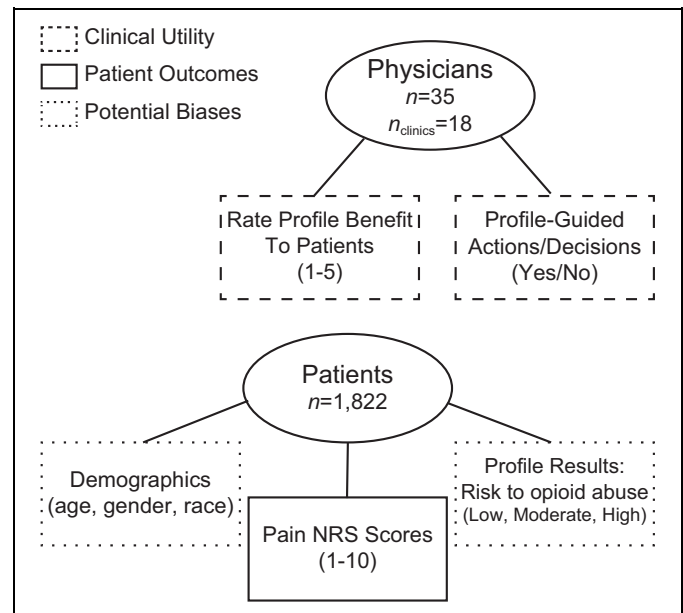 Clinical Utility
Patient Outcomes
Potential Biases
Physicians
n=35
nclinics=18
Rate Profile Benefit
To Patients
(1-5)
Profile-Guided
Actions/Decisions
(Yes/No)
Patients
n=1,822
Demographics
(age, gender, race)
Pain NRS Scores
(1-10)
Profile Results:
Risk to opioid abuse
(Low, Moderate, High)